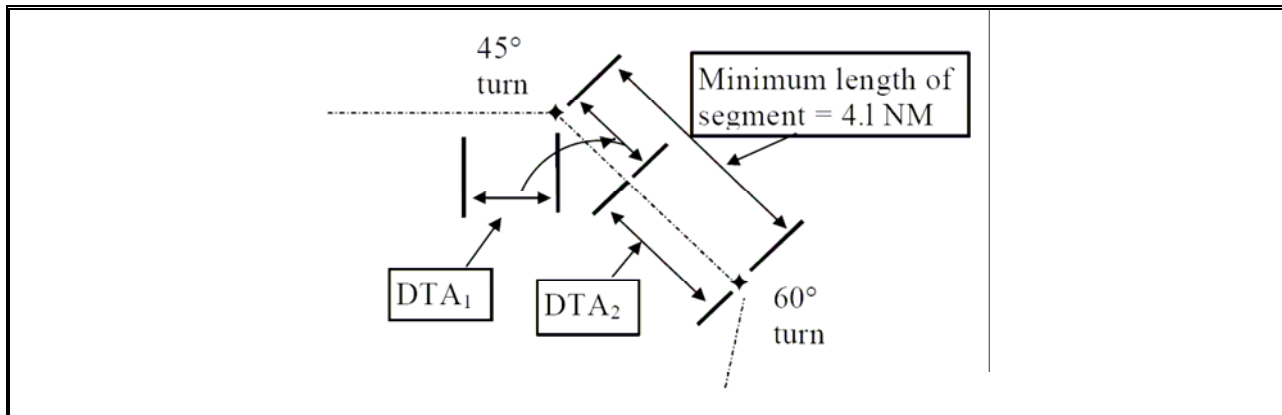 45°
turn
Minimum length of
segment = 4.1 NM
DTA₁
DTA₂
60°
turn